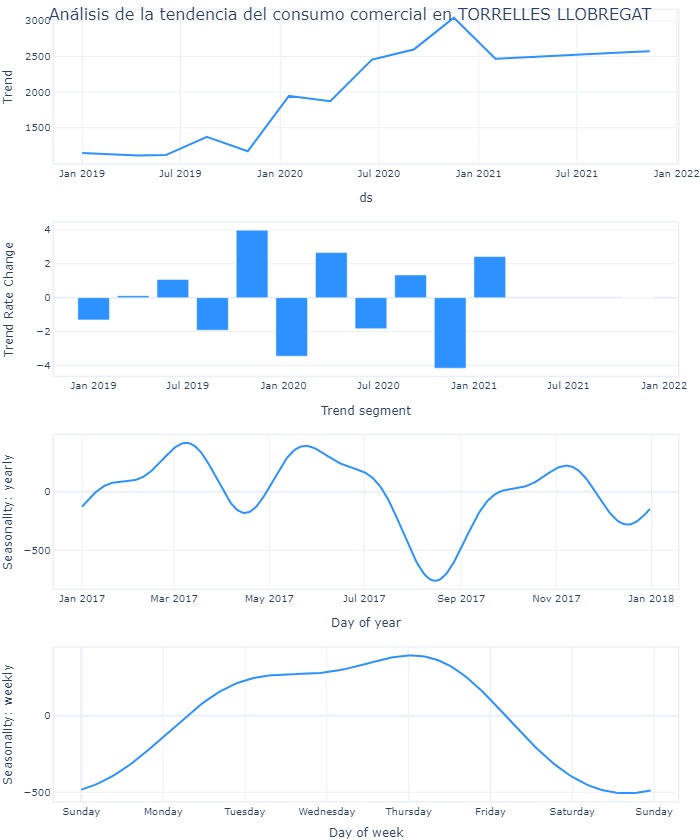 Análisis de la tendencia del consumo comercial en TORRELLES LLOBREGAT
Trend
3000
2500
2000
1500
Jan 2019 Jul 2019 Jan 2020 Jul 2020 Jan 2021 Jul 2021 Jan 2022
ds
Trend Rate Change
4
2
0
−2
−4
Jan 2019 Jul 2019 Jan 2020 Jul 2020 Jan 2021 Jul 2021 Jan 2022
Trend segment
Seasonality: yearly
0
−500
Jan 2017 Mar 2017 May 2017 Jul 2017 Sep 2017 Nov 2017 Jan 2018
Day of year
Seasonality: weekly
0
−500
Sunday Monday Tuesday Wednesday Thursday Friday Saturday Sunday
Day of week